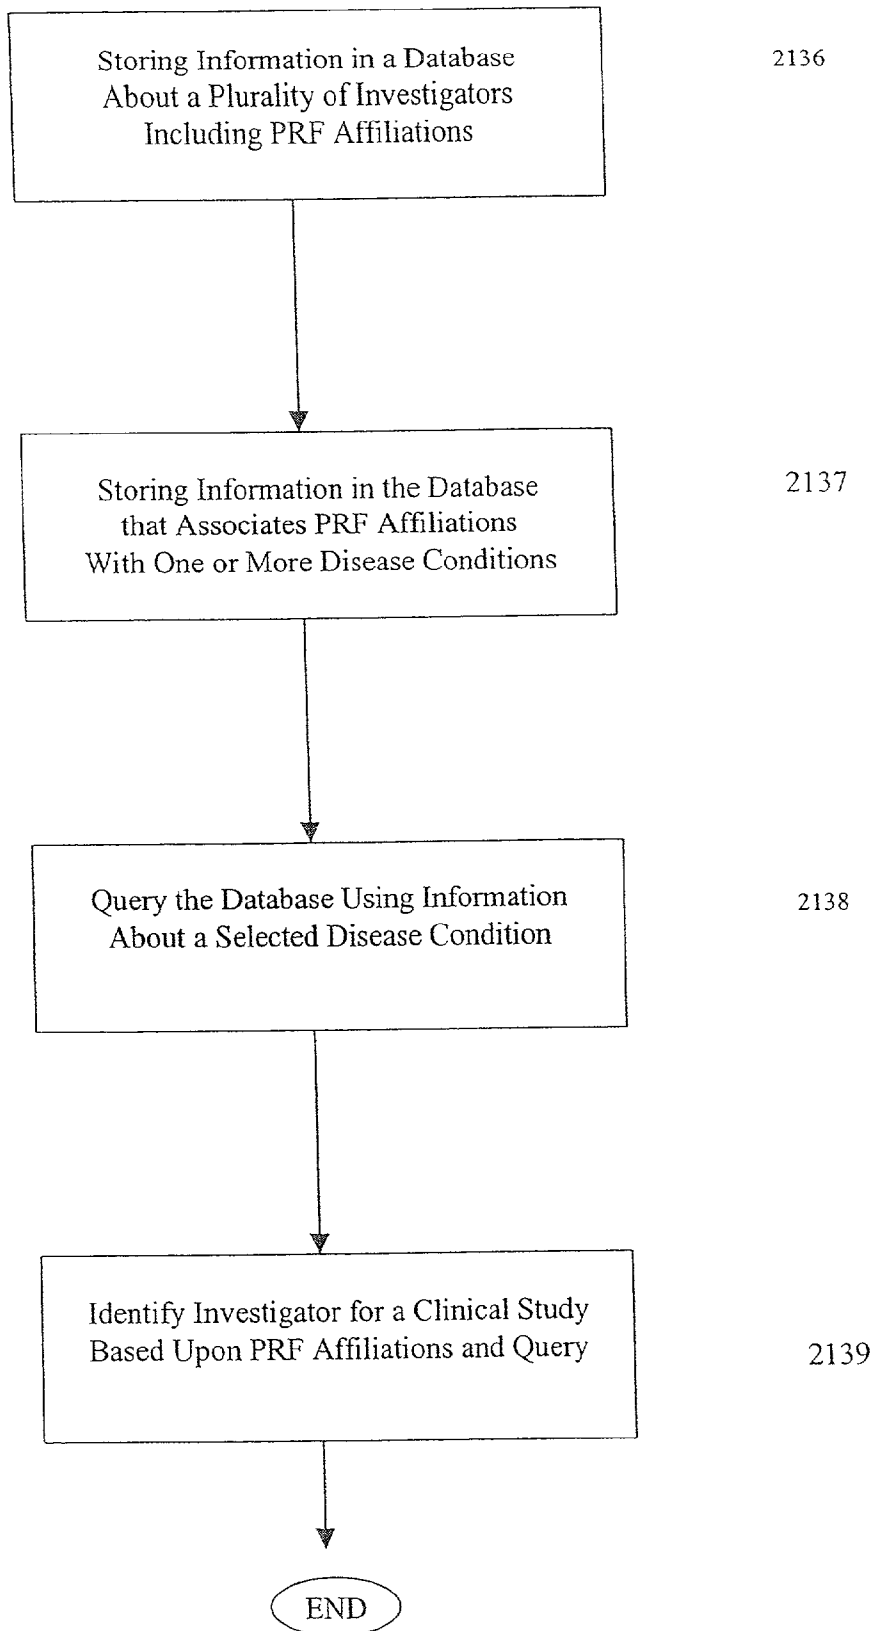 Storing Information in a Database
2136
About a Plurality of Investigators
Including PRF Affiliations
Storing Information in the Database
2137
that Associates PRF Affiliations
With One or More Disease Conditions
Query the Database Using Information
2138
About a Selected Disease Condition
Identify Investigator for a Clinical Study
Based Upon PRF Affiliations and Query
2139
END